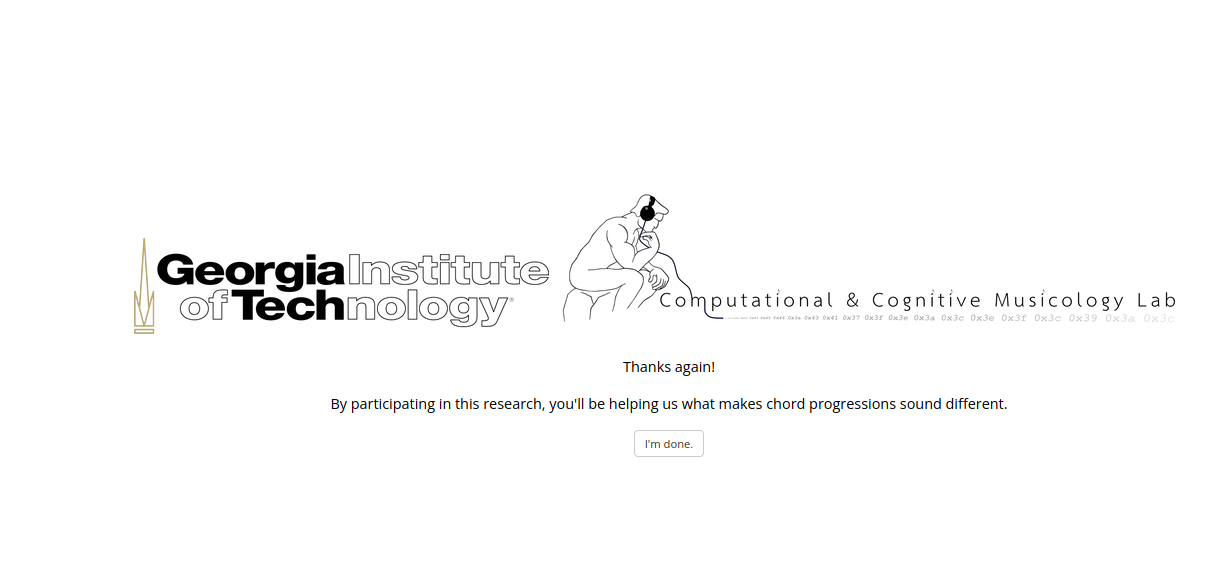 Georgia Institute
of Technology®
Computational & Cognitive Musicology Lab
0x3a 0x43 0x41 0x37 0x3f 0x3e 0x3a 0x3c 0x3e 0x3f 0x3c 0x39 0x3a 0x3c
Thanks again!
By participating in this research, you'll be helping us what makes chord progressions sound different.
I'm done.